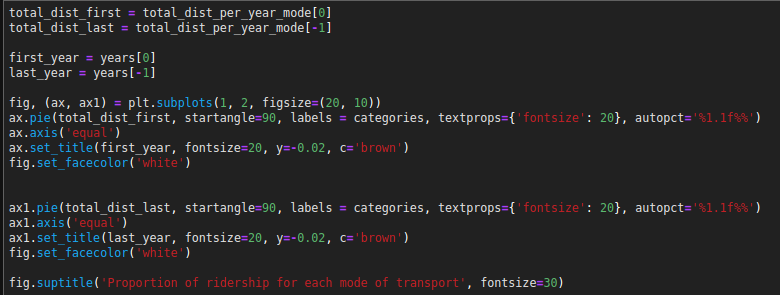 total_dist_first = total_dist_per_year_mode[0]
total_dist_last = total_dist_per_year_mode[-1]
first_year = years[0]
last_year = years[-1]
fig, (ax, ax1) = plt.subplots(1, 2, figsize=(20, 10))
ax.pie(total_dist_first, startangle=90, labels = categories, textprops={'fontsize': 20}, autopct='%1.1f%%')
ax.axis('equal')
ax.set_title(first_year, fontsize=20, y=-0.02, c='brown')
fig.set_facecolor('white')
ax1.pie(total_dist_last, startangle=90, labels = categories, textprops={'fontsize': 20}, autopct='%1.1f%%')
ax1.axis('equal')
ax1.set_title(last_year, fontsize=20, y=-0.02, c='brown')
fig.set_facecolor('white')
fig.suptitle('Proportion of ridership for each mode of transport', fontsize=30)